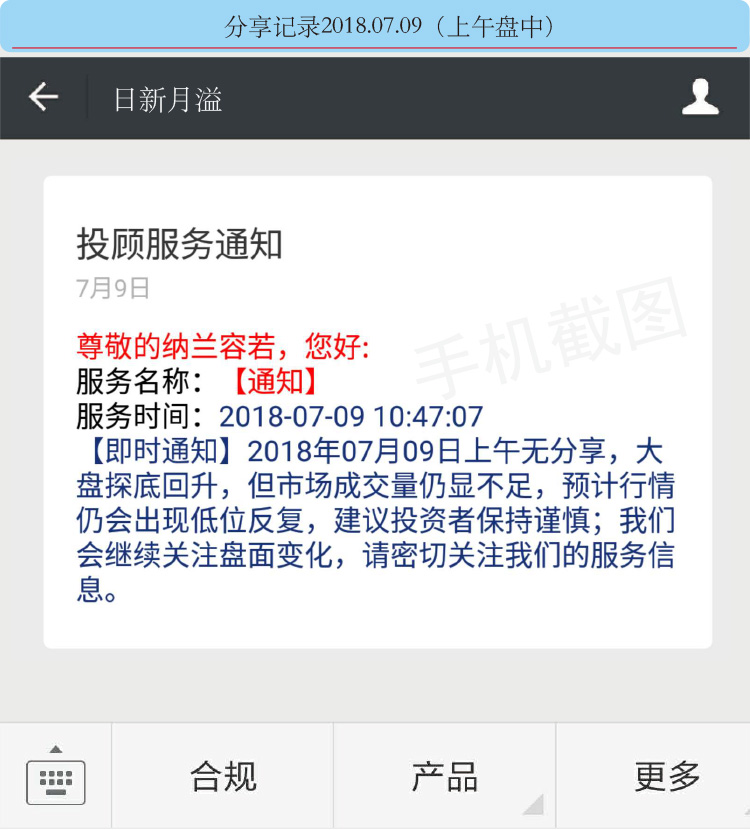 分享记录2018.07.09（上午盘中）
日新月溢
投顾服务通知
7月9日
手机截图
尊敬的纳兰容若，您好:
服务名称：【通知】
服务时间：2018-07-09 10:47:07
【即时通知】2018年07月09日上午无分享，大
盘探底回升，但市场成交量仍显不足，预计行情
仍会出现低位反复，建议投资者保持谨慎；我们
会继续关注盘面变化，请密切关注我们的服务信
息。
合规
产品
更多